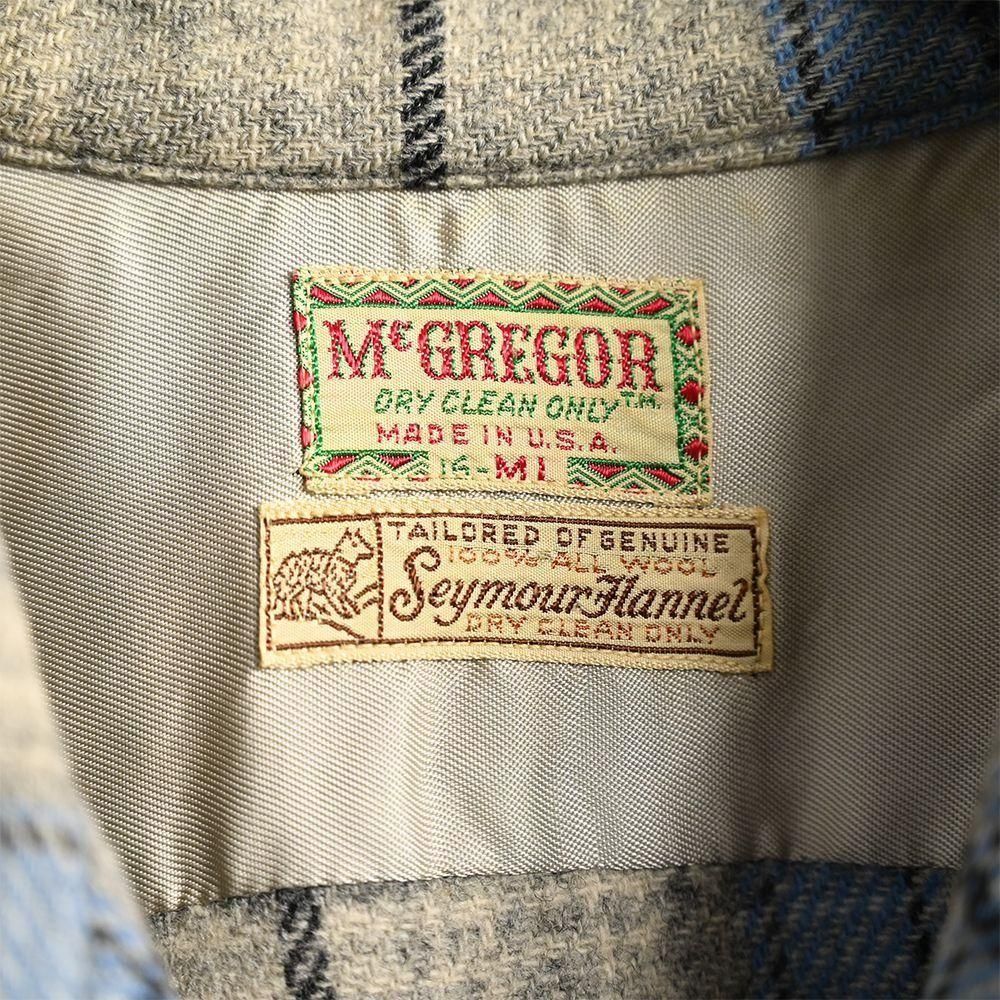 McGREGOR
DRY CLEAN ONLY T.M.
MADE IN U.S.A.
16-ML
TAILORED OF GENUINE
100% ALL WOOL
Seymour Flannel
DRY CLEAN ONLY